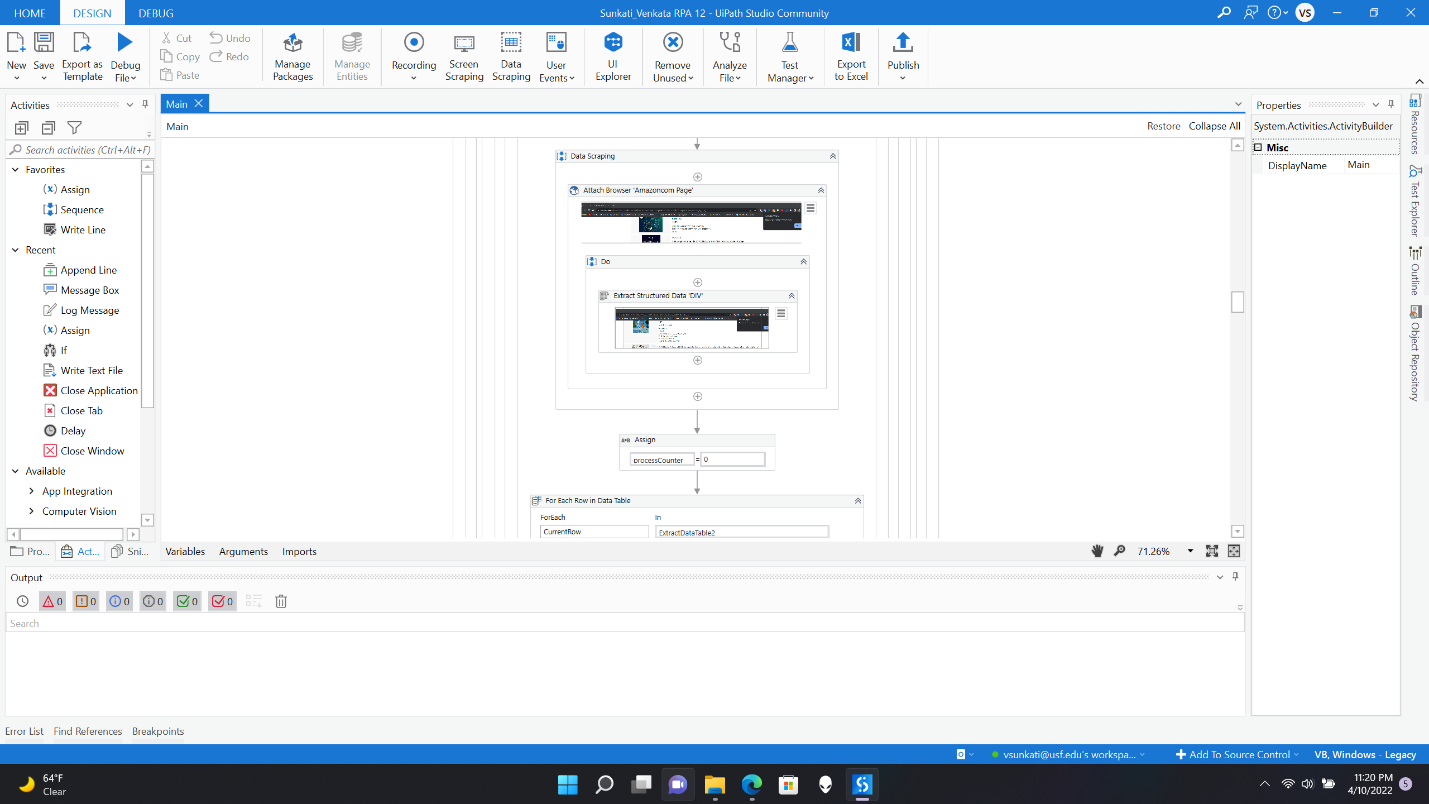 HOME DESIGN DEBUG Sunkati_Venkata RPA 12 - UiPath Studio Community VS
New Save Export as Template Debug File Cut Copy Paste Undo Redo Manage Packages Manage Entities Recording Screen Scraping Data Scraping User Events UI Explorer Remove Unused Analyze File Test Manager Export to Excel Publish
Activities
Search activities (Ctrl+Alt+F)
Favorites
Assign
Sequence
Write Line
Recent
Append Line
Message Box
Log Message
Assign
If
Write Text File
Close Application
Close Tab
Delay
Close Window
Available
App Integration
Computer Vision
Pro... Act... Sni...
Main
Main Restore Collapse All
Data Scraping
Attach Browser 'Amazoncom Page'
Do
Extract Structured Data 'DIV'
Assign
processCounter = 0
For Each Row in Data Table
ForEach In
CurrentRow ExtractDataTable2
Variables Arguments Imports 71.26%
Properties
System.Activities.ActivityBuilder
Misc
DisplayName Main
Resources
Test Explorer
Outline
Object Repository
Output
0 0 0 0 0 0
Search
Error List Find References Breakpoints
vsunkati@usf.edu's workspa... Add To Source Control VB, Windows - Legacy
64°F
Clear
11:20 PM
4/10/2022 5